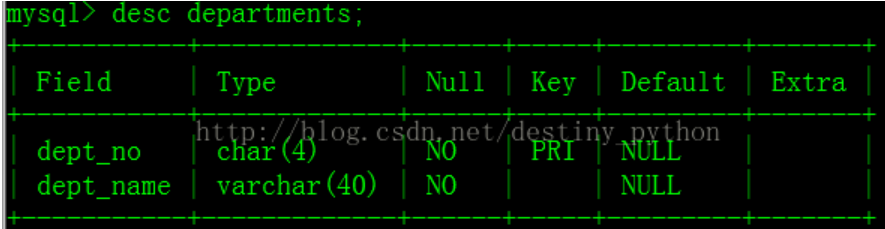 mysql> desc departments;
+-----------+-------------+------+-----+---------+-------+
| Field | Type | Null | Key | Default | Extra |
+-----------+-------------+------+-----+---------+-------+
http://blog.csdn.net/destiny_python
| dept_no | char(4) | NO | PRI | NULL | |
| dept_name | varchar(40) | NO | | NULL | |
+-----------+-------------+------+-----+---------+-------+